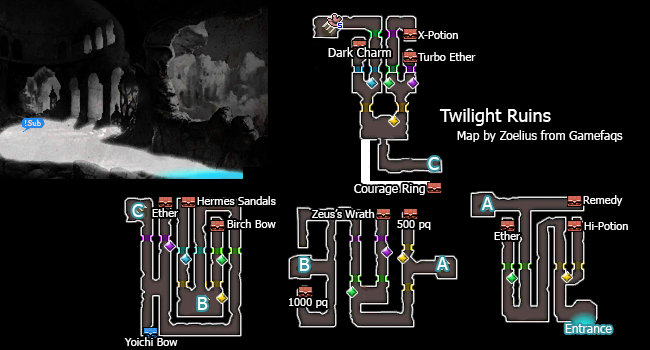 !Sub
S
X-Potion
Dark Charm
Turbo Ether
Twilight Ruins
Map by Zoelius from Gamefaqs
C
Courage Ring
C
Ether
Hermes Sandals
Birch Bow
B
Yoichi Bow
Zeus's Wrath
500 pq
B
A
1000 pq
A
Remedy
Ether
Hi-Potion
Entrance